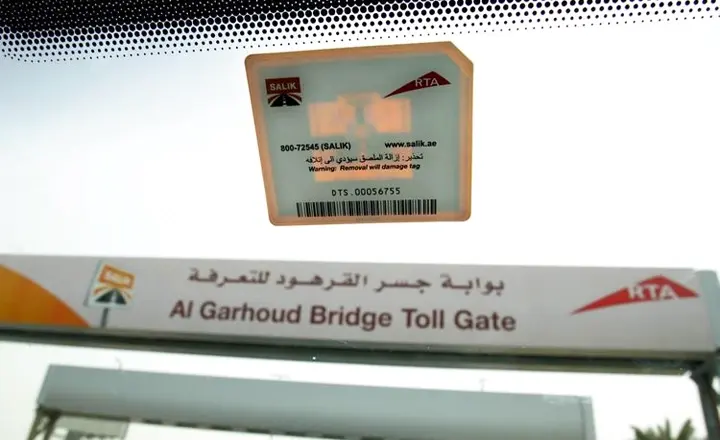 SALIK
RTA
800-72545 (SALIK) www.salik.ae
تحذير: إزالة الملصق سيؤدي الى إتلافه
Warning: Removal will damage tag
DTS.00056755
SALIK
بوابة جسر القرهود للتعرفة
Al Garhoud Bridge Toll Gate
RTA